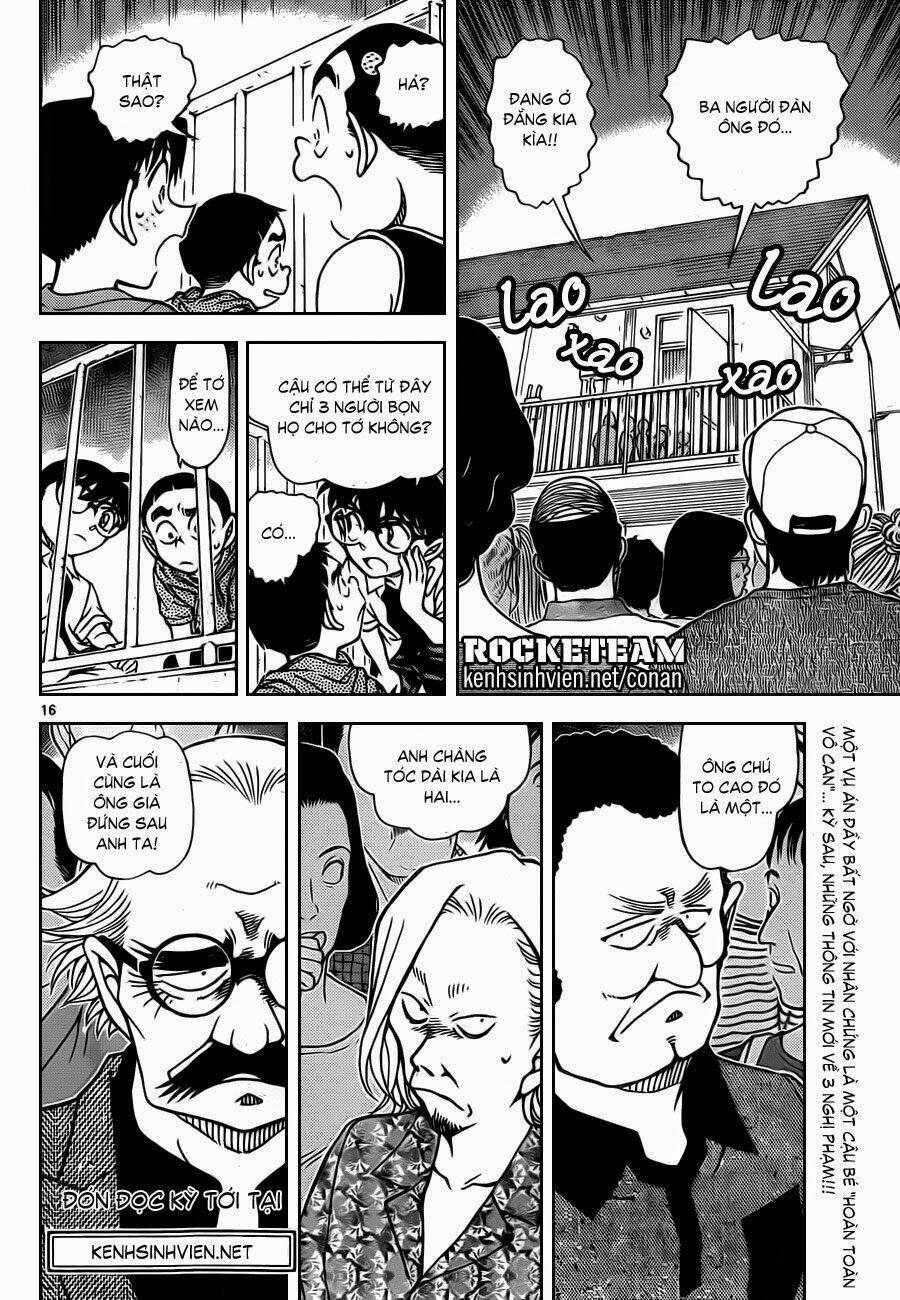 BA NGƯỜI ĐÀN
ÔNG ĐÓ...
ĐANG Ở
ĐẰNG KIA
KÌA!!
Lao
xao
Lao
xao
HẢ?
THẬT
SAO?
ROCKETEAM
kenhsinhvien.net/conan
CẬU CÓ THỂ TỪ ĐÂY
CHỈ 3 NGƯỜI BỌN
HỌ CHO TỚ KHÔNG?
CÓ...
ĐỂ TỚ
XEM
NÀO...
16
ÔNG CHÚ
TO CAO ĐÓ
LÀ MỘT...
ANH CHÀNG
TÓC DÀI KIA LÀ
HAI...
VÀ CUỐI
CÙNG LÀ
ÔNG GIÀ
ĐỨNG SAU
ANH TA!
MỘT VỤ ÁN ĐẦY BẤT NGỜ VỚI NHÂN CHỨNG LÀ MỘT CẬU BÉ "HOÀN TOÀN
VÔ CAN"... KỲ SAU, NHỮNG THÔNG TIN MỚI VỀ 3 NGHI PHẠM!!!
ĐÓN ĐỌC KỲ TỚI TẠI
KENHSINHVIEN.NET